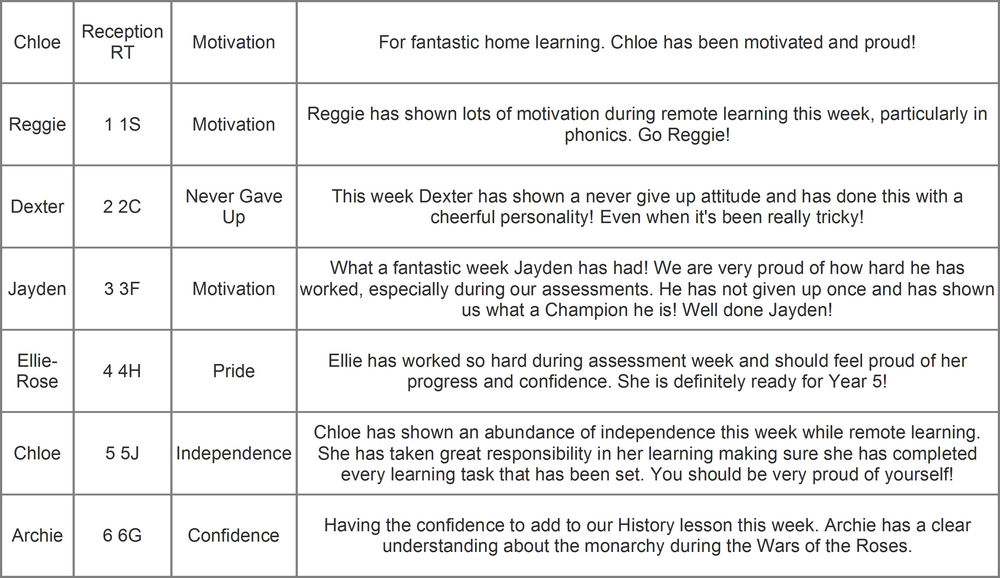 Chloe
Reception
RT
Motivation
For fantastic home learning. Chloe has been motivated and proud!
Reggie
1 1S
Motivation
Reggie has shown lots of motivation during remote learning this week, particularly in
phonics. Go Reggie!
Dexter
2 2C
Never Gave
Up
This week Dexter has shown a never give up attitude and has done this with a
cheerful personality! Even when it's been really tricky!
Jayden
3 3F
Motivation
What a fantastic week Jayden has had! We are very proud of how hard he has
worked, especially during our assessments. He has not given up once and has shown
us what a Champion he is! Well done Jayden!
Ellie-
Rose
4 4H
Pride
Ellie has worked so hard during assessment week and should feel proud of her
progress and confidence. She is definitely ready for Year 5!
Chloe
5 5J
Independence
Chloe has shown an abundance of independence this week while remote learning.
She has taken great responsibility in her learning making sure she has completed
every learning task that has been set. You should be very proud of yourself!
Archie
6 6G
Confidence
Having the confidence to add to our History lesson this week. Archie has a clear
understanding about the monarchy during the Wars of the Roses.